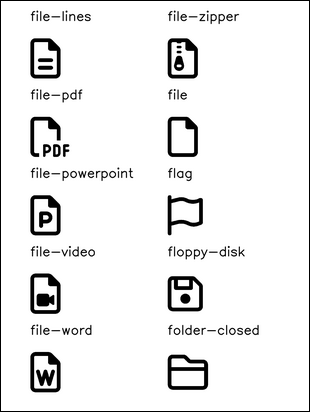 file-lines file-zipper
file-pdf file
PDF
file-powerpoint flag
P
file-video floppy-disk
file-word folder-closed
W